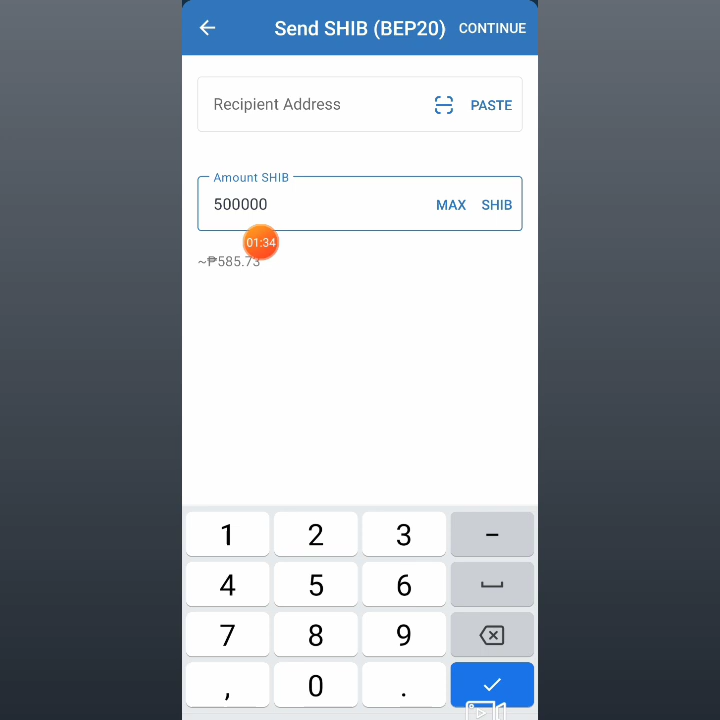 Send SHIB (BEP20) CONTINUE
Recipient Address PASTE
Amount SHIB
500000 MAX SHIB
01:34
~₱585.73
1 2 3 –
4 5 6
7 8 9
, 0 .